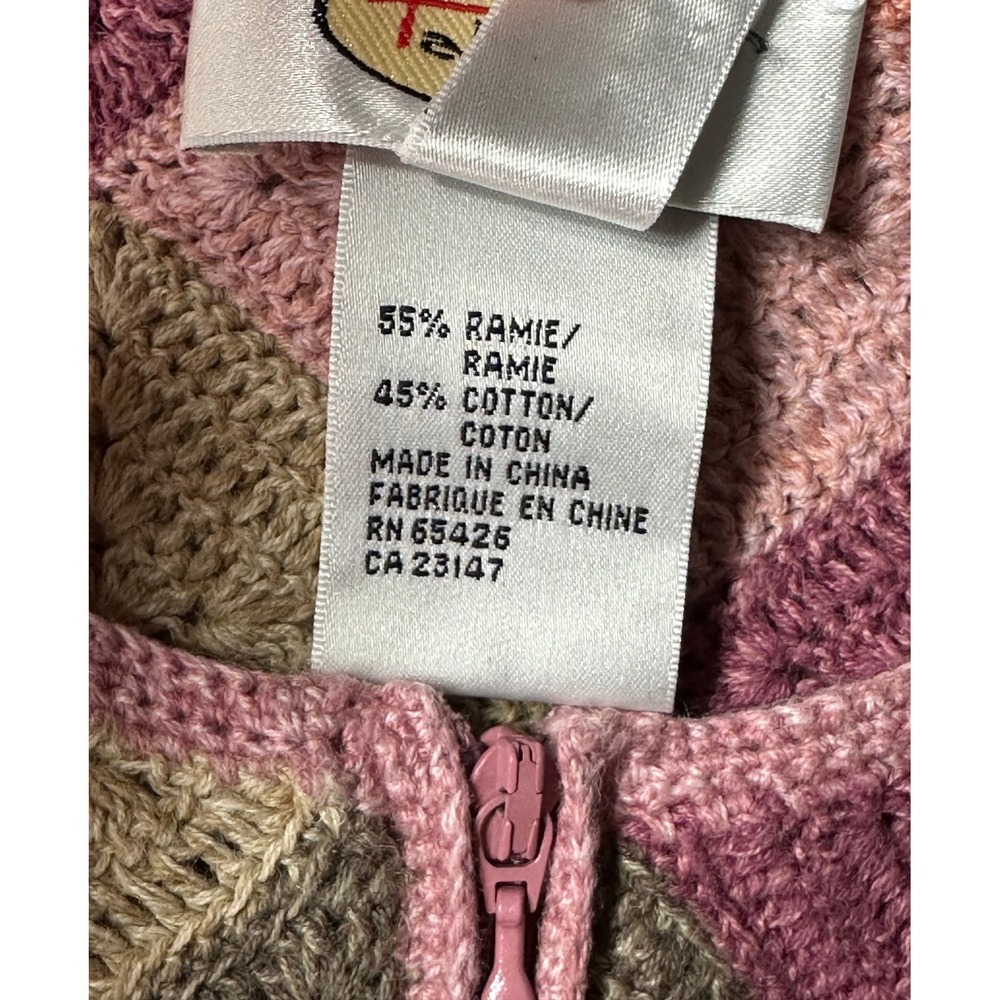 55% RAMIE/
RAMIE
45% COTTON/
COTON
MADE IN CHINA
FABRIQUE EN CHINE
RN 65426
CA 23147